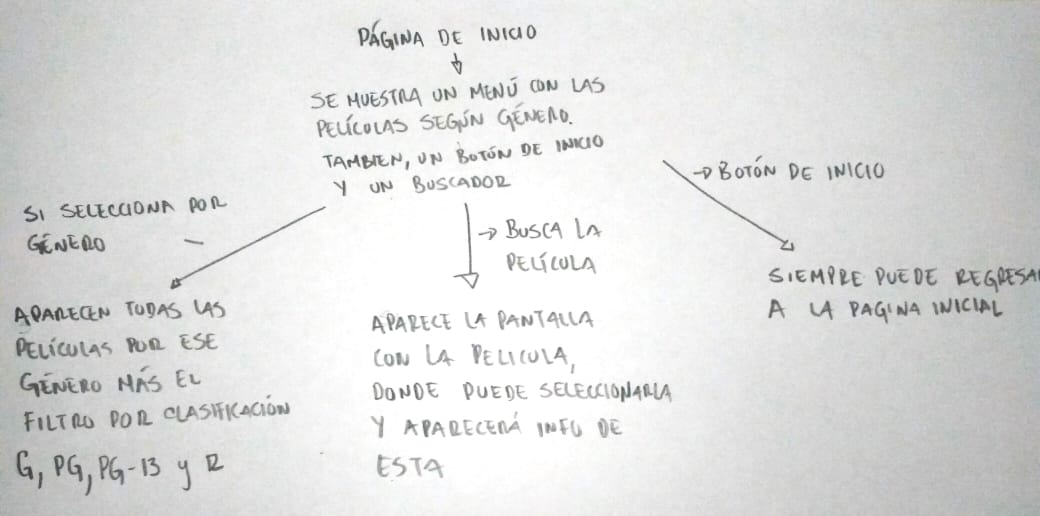 PÁGINA DE INICIO
SE MUESTRA UN MENÚ CON LAS
PELÍCULAS SEGÚN GÉNERO.
TAMBIEN, UN BOTÓN DE INICIO
Y UN BUSCADOR
SI SELECCIONA POR
GÉNERO
APARECEN TODAS LAS
PELÍCULAS POR ESE
GÉNERO MÁS EL
FILTRO POR CLASIFICACIÓN
G, PG, PG-13 y R
BUSCA LA
PELÍCULA
APARECE LA PANTALLA
CON LA PELICULA,
DONDE PUEDE SELECCIONARLA
Y APARECERÁ INFO DE
ESTA
BOTÓN DE INICIO
SIEMPRE PUEDE REGRESA
A LA PAGINA INICIAL